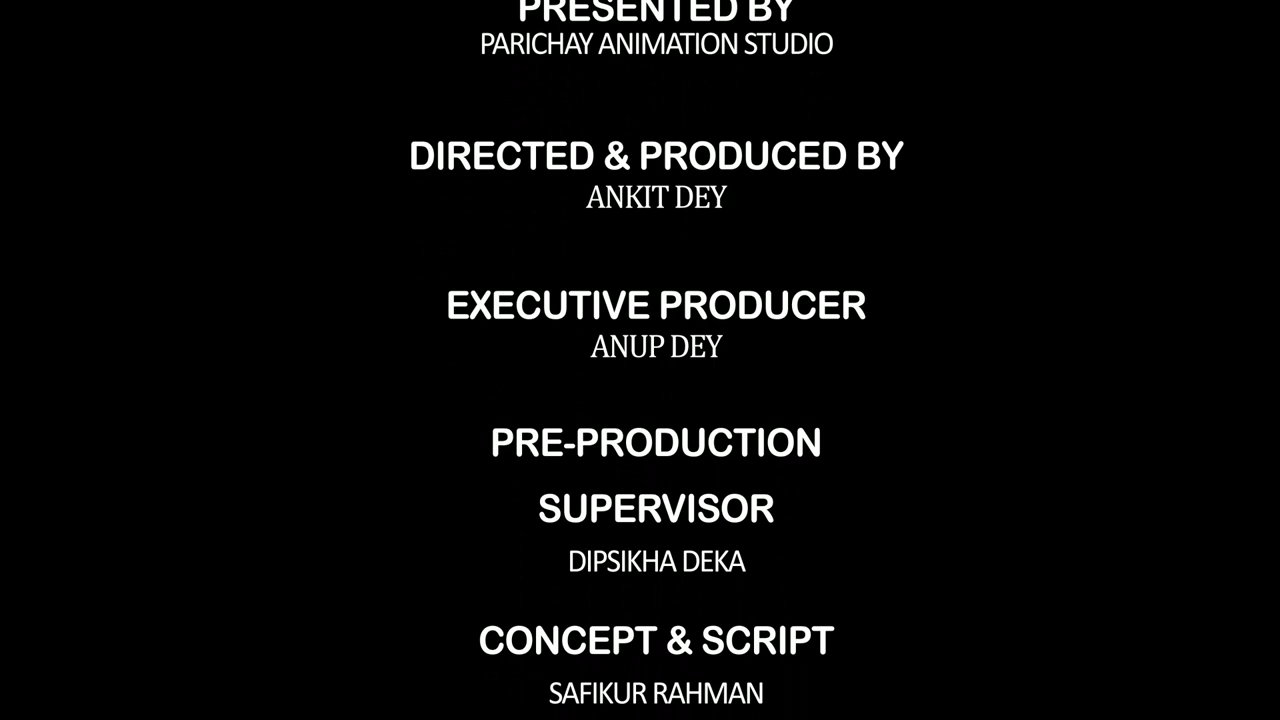 PRESENTED BY
PARICHAY ANIMATION STUDIO
DIRECTED & PRODUCED BY
ANKIT DEY
EXECUTIVE PRODUCER
ANUP DEY
PRE-PRODUCTION
SUPERVISOR
DIPSIKHA DEKA
CONCEPT & SCRIPT
SAFIKUR RAHMAN